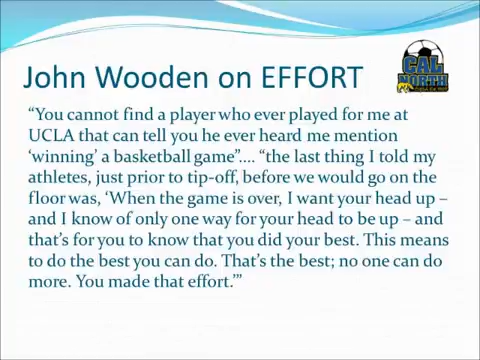 John Wooden on EFFORT
CAL
NORTH
“You cannot find a player who ever played for me at
UCLA that can tell you he ever heard me mention
‘winning’ a basketball game”.... “the last thing I told my
athletes, just prior to tip-off, before we would go on the
floor was, ‘When the game is over, I want your head up –
and I know of only one way for your head to be up – and
that’s for you to know that you did your best. This means
to do the best you can do. That’s the best; no one can do
more. You made that effort.’”